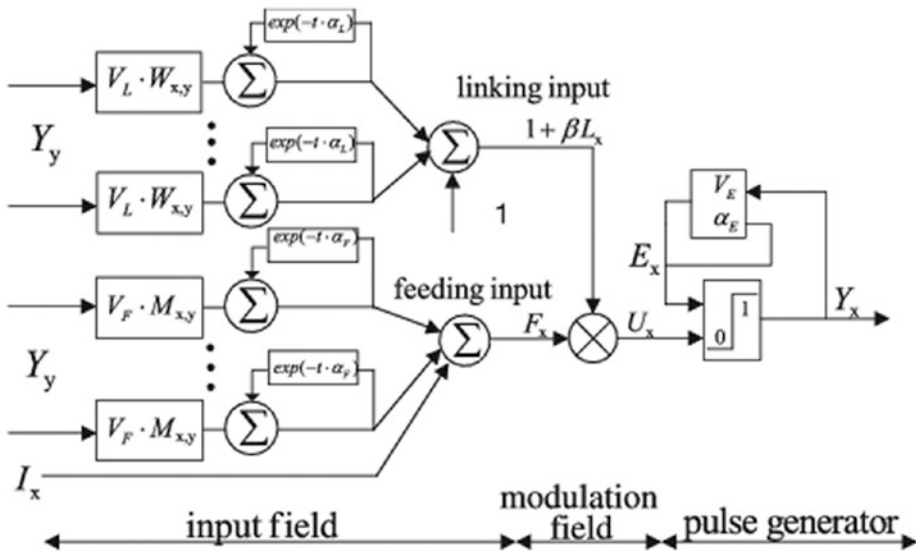 exp(-t·α_L)
V_L · W_x,y
Σ
linking input
Y_y
exp(-t·α_L)
Σ
1 + βL_x
V_L · W_x,y
Σ
1
V_E
α_E
exp(-t·α_F)
E_x
V_F · M_x,y
Σ
feeding input
Y_x
Σ
F_x
U_x
1
0
Y_y
exp(-t·α_F)
V_F · M_x,y
Σ
I_x
input field
modulation
field
pulse generator